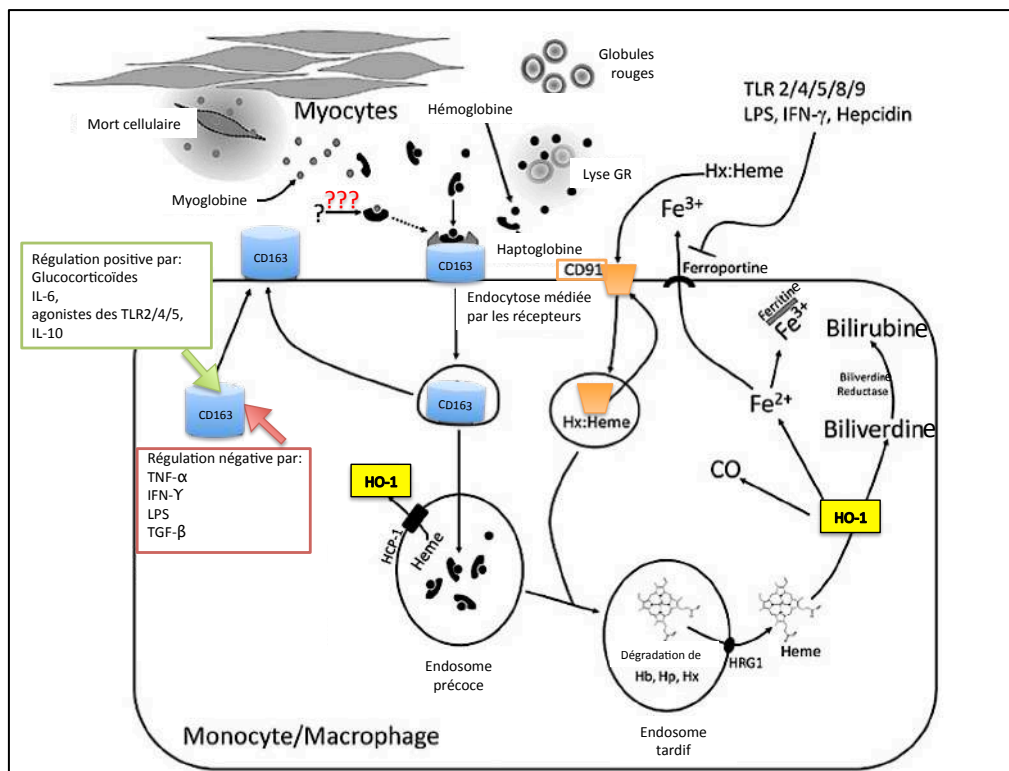 Globules
rouges
TLR 2/4/5/8/9
LPS, IFN-γ, Hepcidin
Myocytes
Hémoglobine
Mort cellulaire
Lyse GR
Hx:Heme
Myoglobine
???
?
Fe3+
Haptoglobine
CD163
CD163
CD91
Ferroportine
Régulation positive par:
Glucocorticoïdes
IL-6,
agonistes des TLR2/4/5,
IL-10
Endocytose médiée
par les récepteurs
Ferritine
Fe3+
Bilirubine
Biliverdine
Reductase
CD163
CD163
Hx:Heme
Fe2+
Biliverdine
Régulation négative par:
TNF-α
IFN-ϒ
LPS
TGF-β
HO-1
CO
HO-1
HCP-1
Heme
Dégradation de
Hb, Hp, Hx
HRG1
Heme
Endosome
précoce
Endosome
tardif
Monocyte/Macrophage